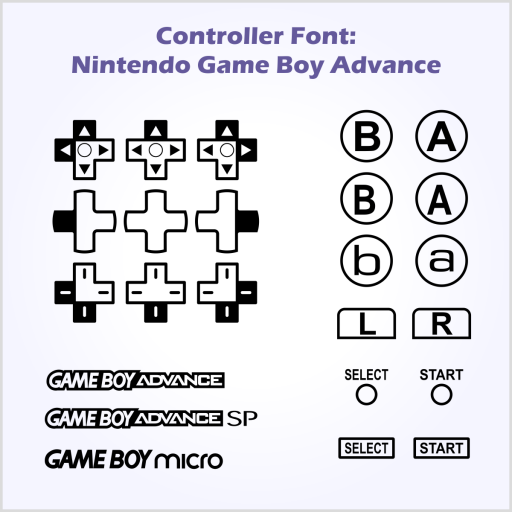 Controller Font:
Nintendo Game Boy Advance
B A
B A
b a
L R
SELECT START
SELECT START
GAME BOY ADVANCE
GAME BOY ADVANCE SP
GAME BOY micro